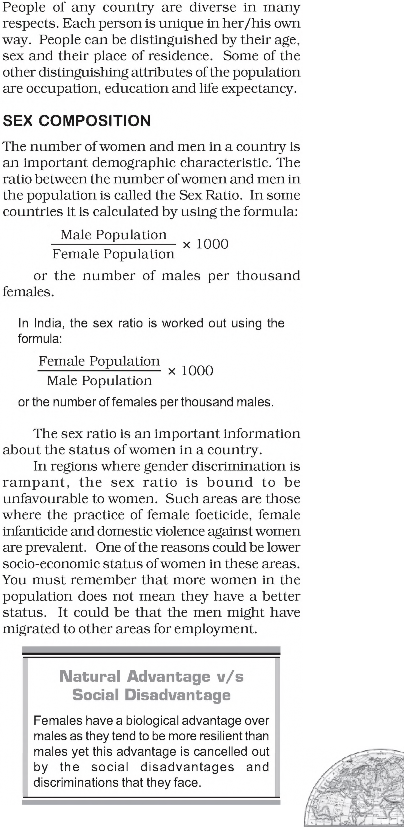 People of any country are diverse in many
respects. Each person is unique in her/his own
way. People can be distinguished by their age,
sex and their place of residence. Some of the
other distinguishing attributes of the population
are occupation, education and life expectancy.
SEX COMPOSITION
The number of women and men in a country is
an important demographic characteristic. The
ratio between the number of women and men in
the population is called the Sex Ratio. In some
countries it is calculated by using the formula:
Male Population
Female Population × 1000
or the number of males per thousand
females.
In India, the sex ratio is worked out using the
formula:
Female Population
Male Population × 1000
or the number of females per thousand males.
The sex ratio is an important information
about the status of women in a country.
In regions where gender discrimination is
rampant, the sex ratio is bound to be
unfavourable to women. Such areas are those
where the practice of female foeticide, female
infanticide and domestic violence against women
are prevalent. One of the reasons could be lower
socio-economic status of women in these areas.
You must remember that more women in the
population does not mean they have a better
status. It could be that the men might have
migrated to other areas for employment.
Natural Advantage v/s
Social Disadvantage
Females have a biological advantage over
males as they tend to be more resilient than
males yet this advantage is cancelled out
by the social disadvantages and
discriminations that they face.